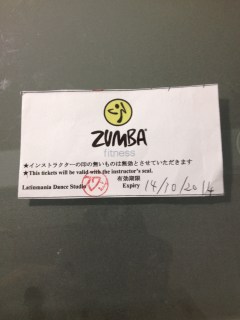 ZUMBA
fitness
★インストラクターの印の無いものは無効とさせていただきます
★This tickets will be valid with the instructor's seal.
有効期限
Latinmania Dance Studio Expiry 14/10/2014